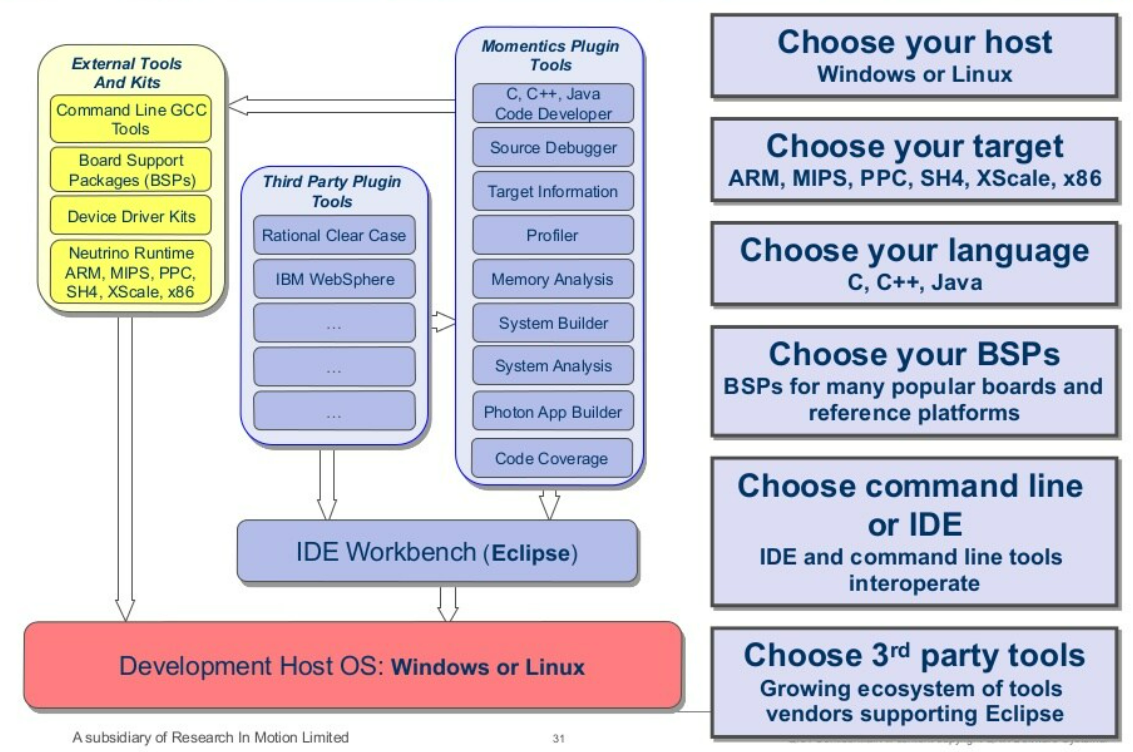 External Tools
And Kits
Command Line GCC
Tools
Board Support
Packages (BSPs)
Device Driver Kits
Neutrino Runtime
ARM, MIPS, PPC,
SH4, XScale, x86
Third Party Plugin
Tools
Rational Clear Case
IBM WebSphere
...
...
...
Momentics Plugin
Tools
C, C++, Java
Code Developer
Source Debugger
Target Information
Profiler
Memory Analysis
System Builder
System Analysis
Photon App Builder
Code Coverage
IDE Workbench (Eclipse)
Development Host OS: Windows or Linux
Choose your host
Windows or Linux
Choose your target
ARM, MIPS, PPC, SH4, XScale, x86
Choose your language
C, C++, Java
Choose your BSPs
BSPs for many popular boards and
reference platforms
Choose command line
or IDE
IDE and command line tools
interoperate
Choose 3rd party tools
Growing ecosystem of tools
vendors supporting Eclipse
A subsidiary of Research In Motion Limited
31